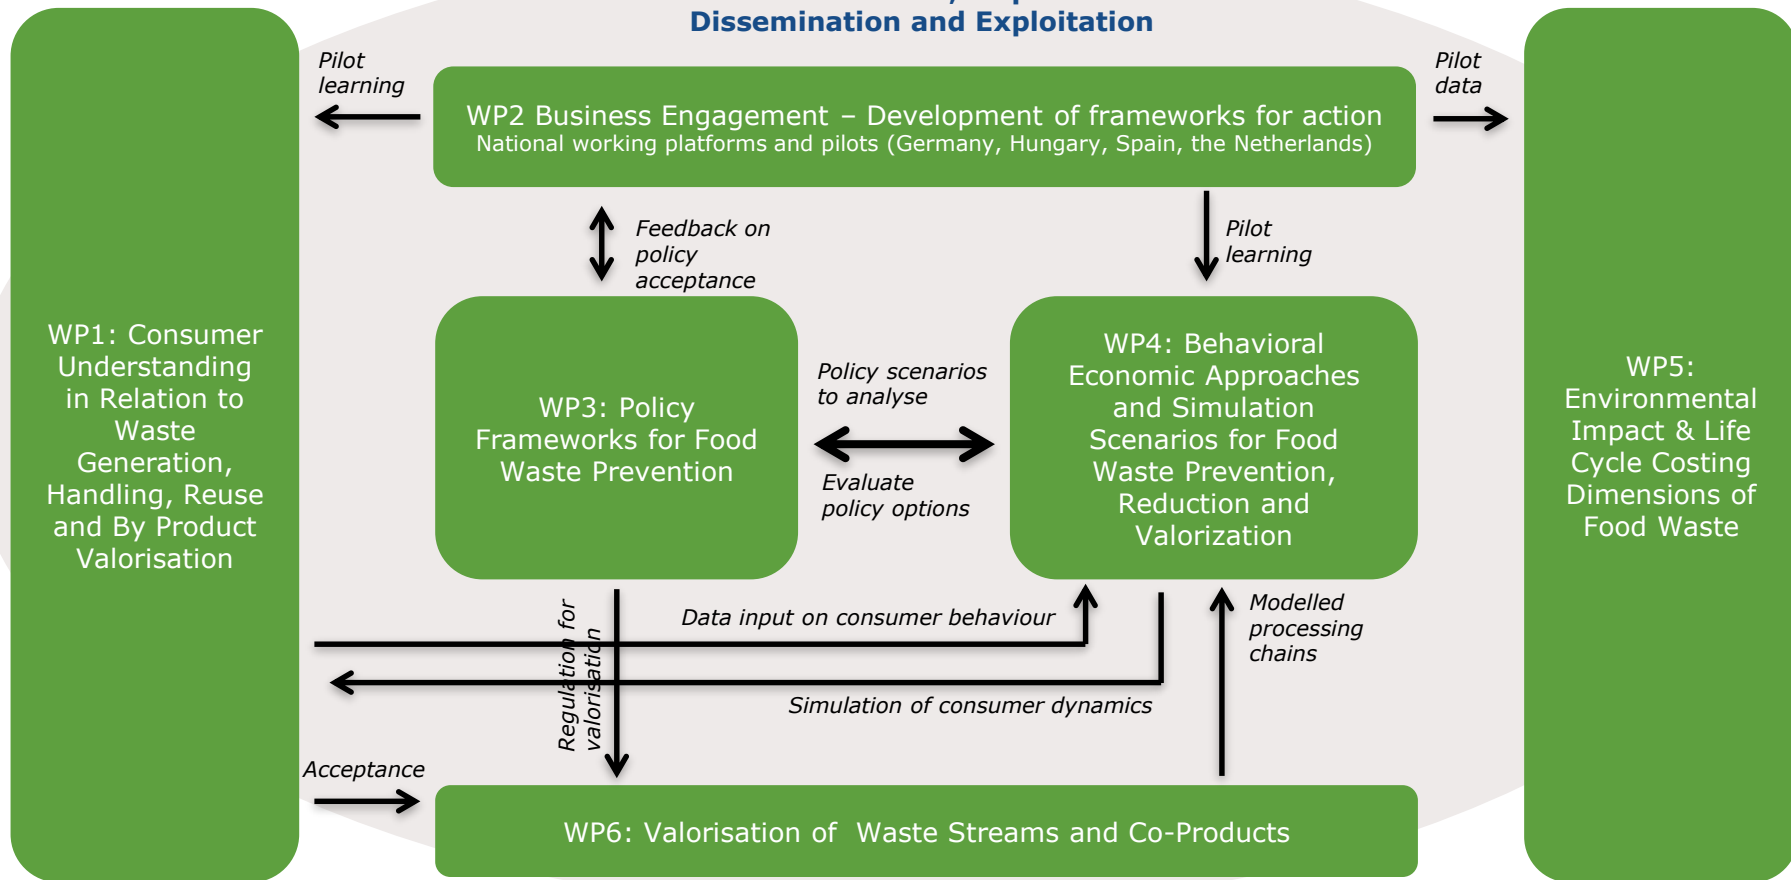 Dissemination and Exploitation
Pilot
learning
Pilot
data
WP2 Business Engagement – Development of frameworks for action
National working platforms and pilots (Germany, Hungary, Spain, the Netherlands)
Feedback on
policy
acceptance
Pilot
learning
WP1: Consumer
Understanding
in Relation to
Waste
Generation,
Handling, Reuse
and By Product
Valorisation
WP3: Policy
Frameworks for Food
Waste Prevention
Policy scenarios
to analyse
Evaluate
policy options
WP4: Behavioral
Economic Approaches
and Simulation
Scenarios for Food
Waste Prevention,
Reduction and
Valorization
WP5:
Environmental
Impact & Life
Cycle Costing
Dimensions of
Food Waste
Regulation for
valorisation
Data input on consumer behaviour
Modelled
processing
chains
Simulation of consumer dynamics
Acceptance
WP6: Valorisation of  Waste Streams and Co-Products